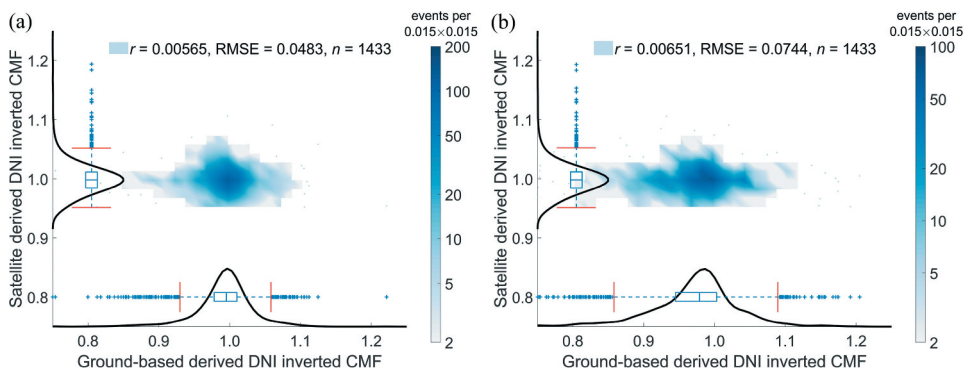 (a)
events per
0.015×0.015
r = 0.00565, RMSE = 0.0483, n = 1433
Satellite derived DNI inverted CMF
1.2
1.1
1.0
0.9
0.8
0.8 0.9 1.0 1.1 1.2
Ground-based derived DNI inverted CMF
200
100
50
20
10
5
2
(b)
events per
0.015×0.015
r = 0.00651, RMSE = 0.0744, n = 1433
Satellite derived DNI inverted CMF
1.2
1.1
1.0
0.9
0.8
0.8 0.9 1.0 1.1 1.2
Ground-based derived DNI inverted CMF
100
50
20
10
5
2